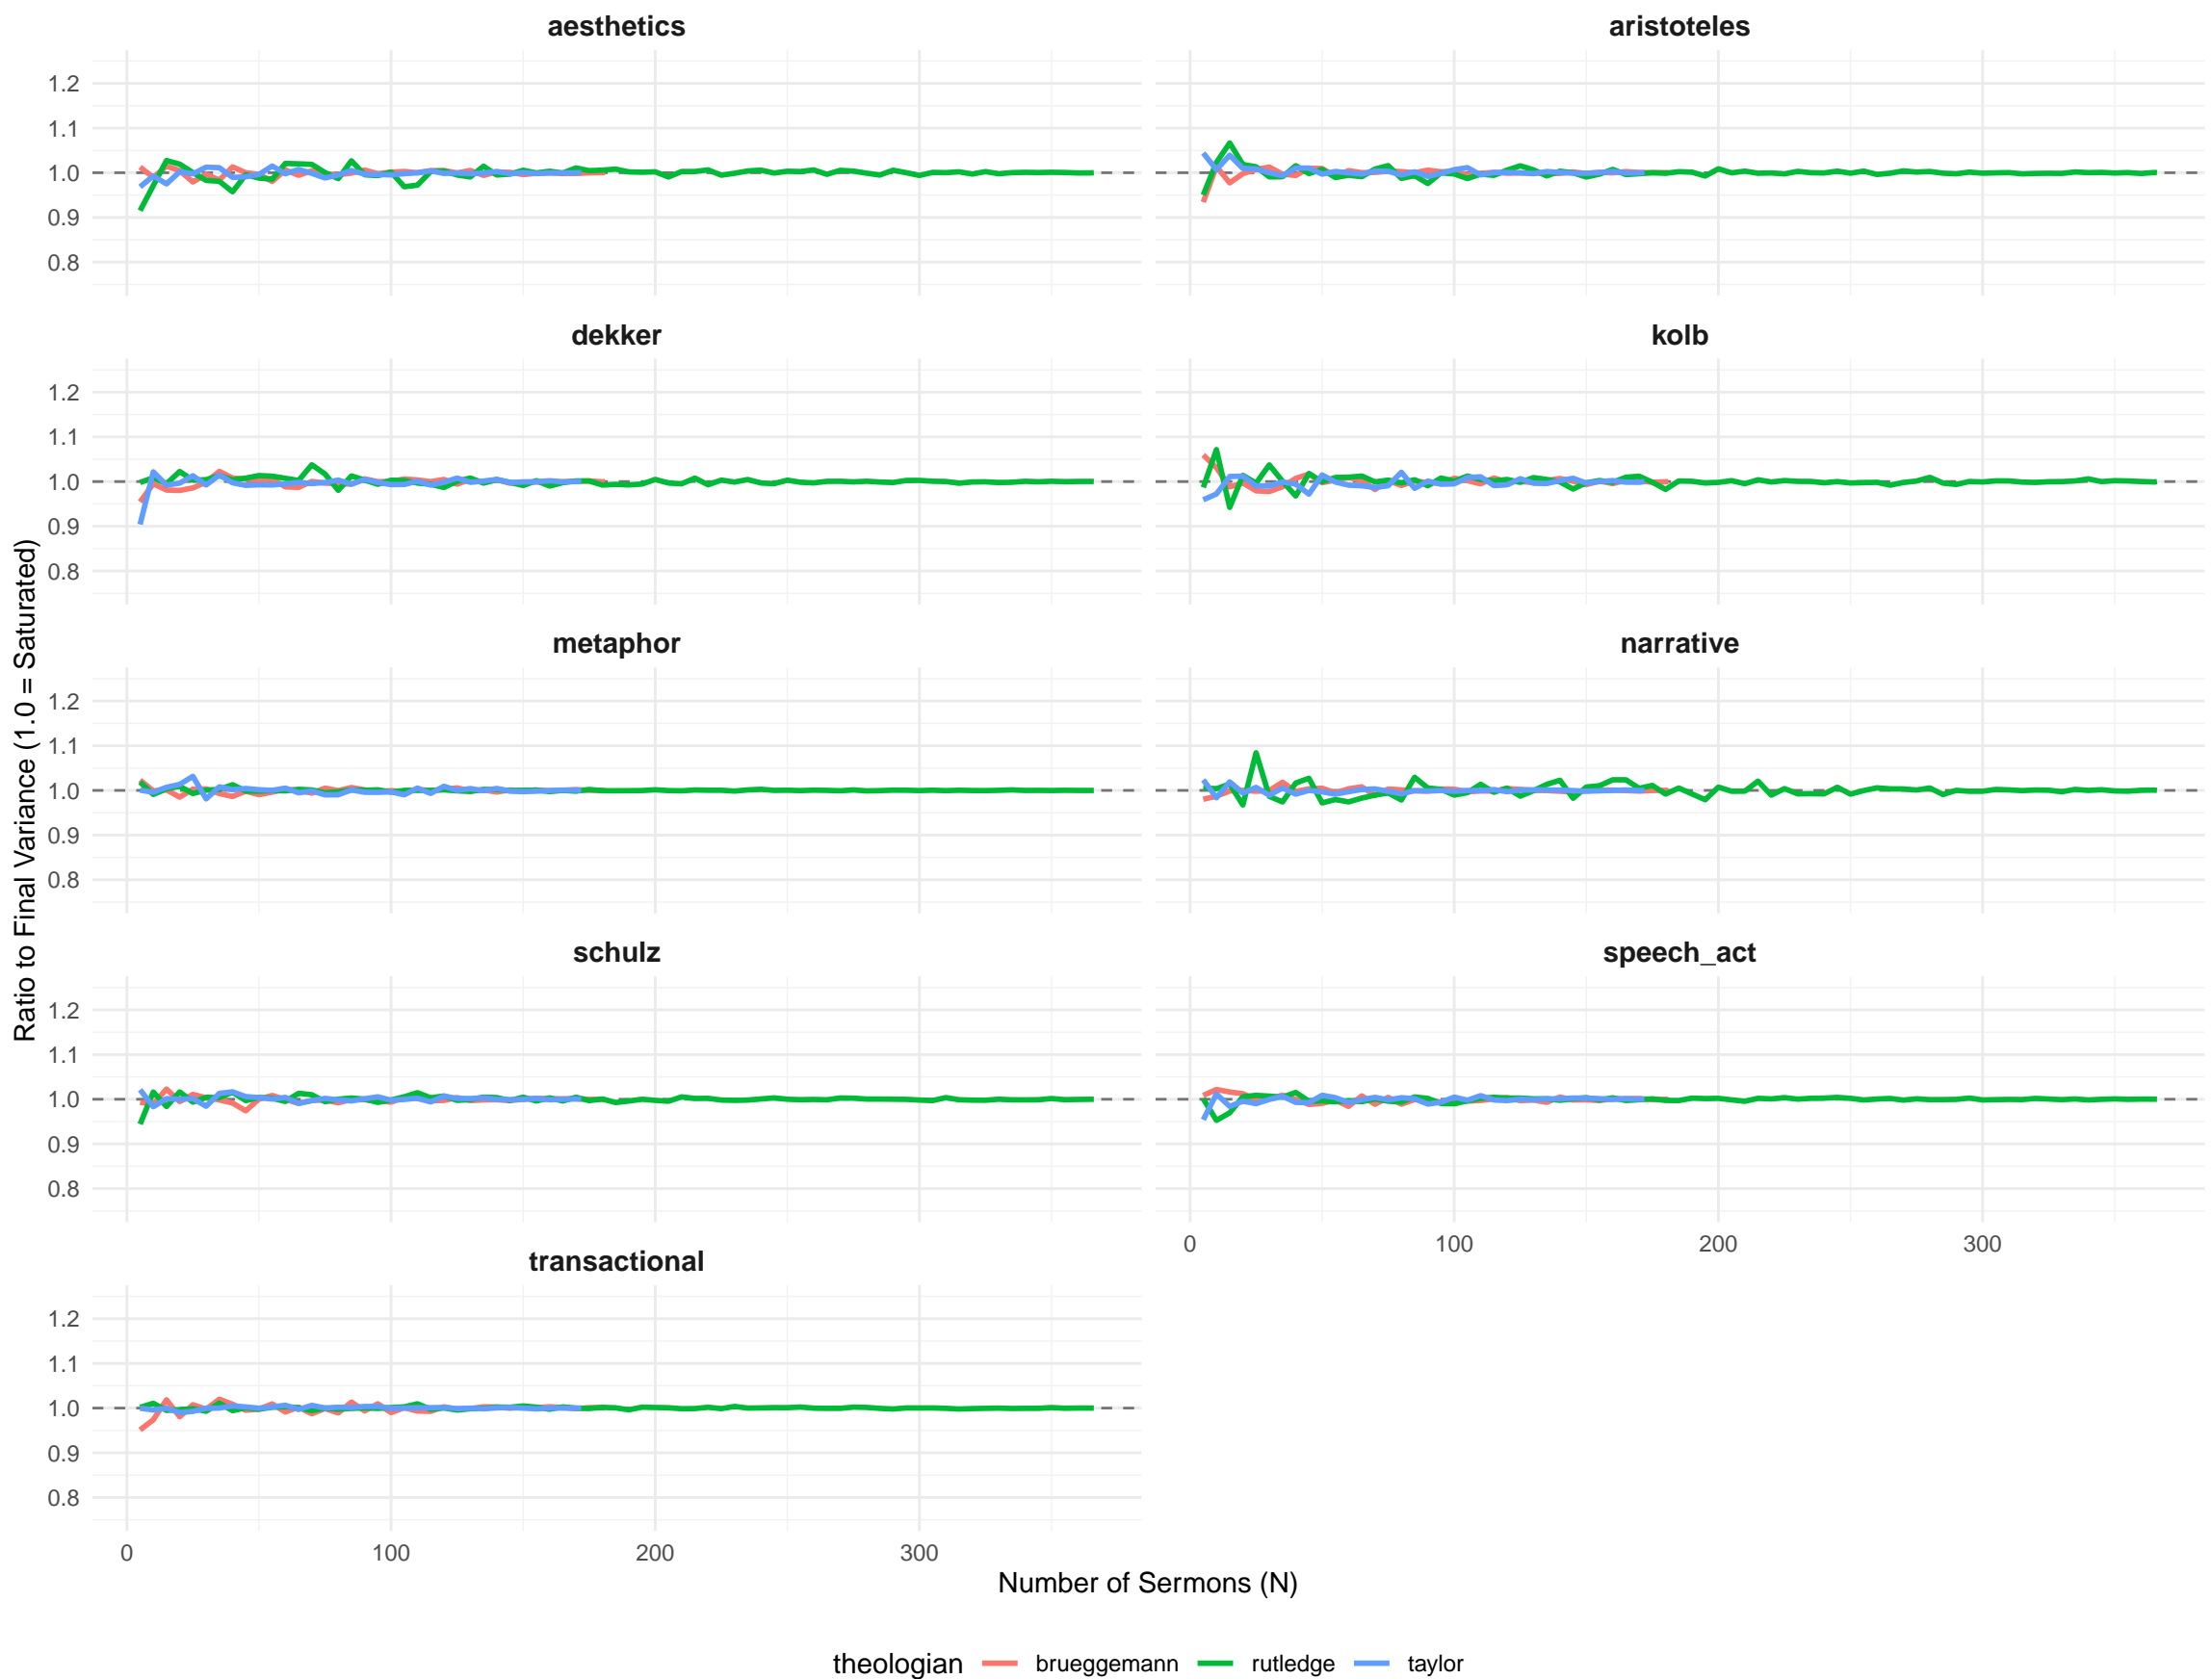 aesthetics
aristoteles
1.2
1.1
1.0
0.9
0.8
dekker
kolb
1.2
1.1
1.0
0.9
0.8
metaphor
narrative
1.2
1.1
1.0
0.9
0.8
schulz
speech_act
1.2
1.1
1.0
0.9
0.8
0 100 200 300
transactional
1.2
1.1
1.0
0.9
0.8
0 100 200 300
Ratio to Final Variance (1.0 = Saturated)
Number of Sermons (N)
theologian brueggemann rutledge taylor